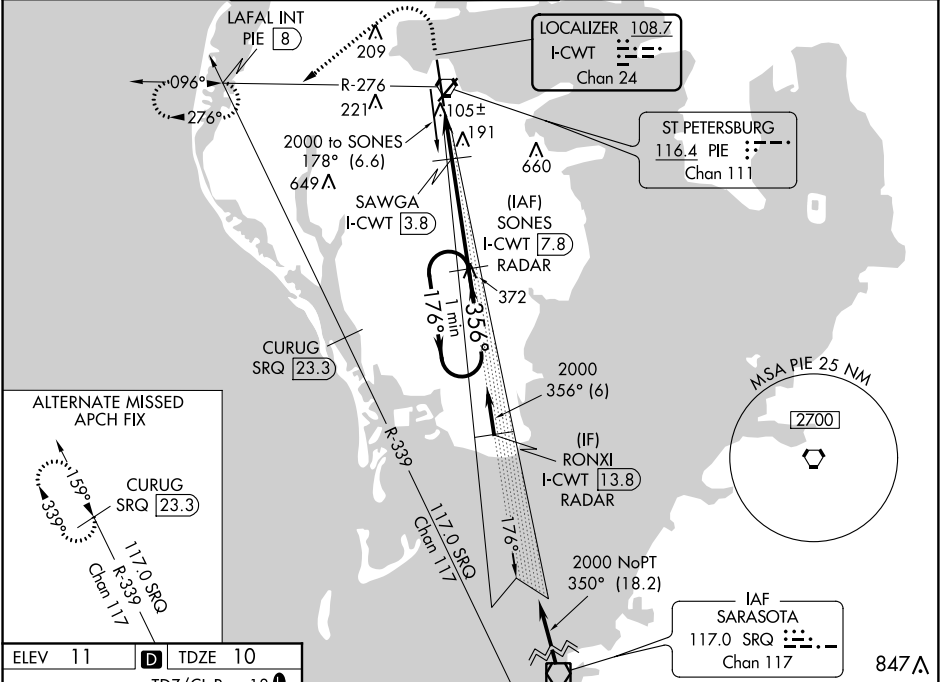 LAFAL INT
PIE 8
209
LOCALIZER 108.7
I-CWT
Chan 24
096°
276°
R-276
221
105±
191
2000 to SONES
178° (6.6)
649
660
ST PETERSBURG
116.4 PIE
Chan 111
SAWGA
I-CWT 3.8
(IAF)
SONES
I-CWT 7.8
RADAR
372
1 min
176°
356°
CURUG
SRQ 23.3
2000
356° (6)
MSA PIE 25 NM
2700
ALTERNATE MISSED
APCH FIX
159°
339°
CURUG
SRQ 23.3
117.0 SRQ
R-339
Chan 117
R-339
117.0 SRQ
Chan 117
(IF)
RONXI
I-CWT 13.8
RADAR
176°
2000 NoPT
350° (18.2)
IAF
SARASOTA
117.0 SRQ
Chan 117
847
ELEV 11
D
TDZE 10